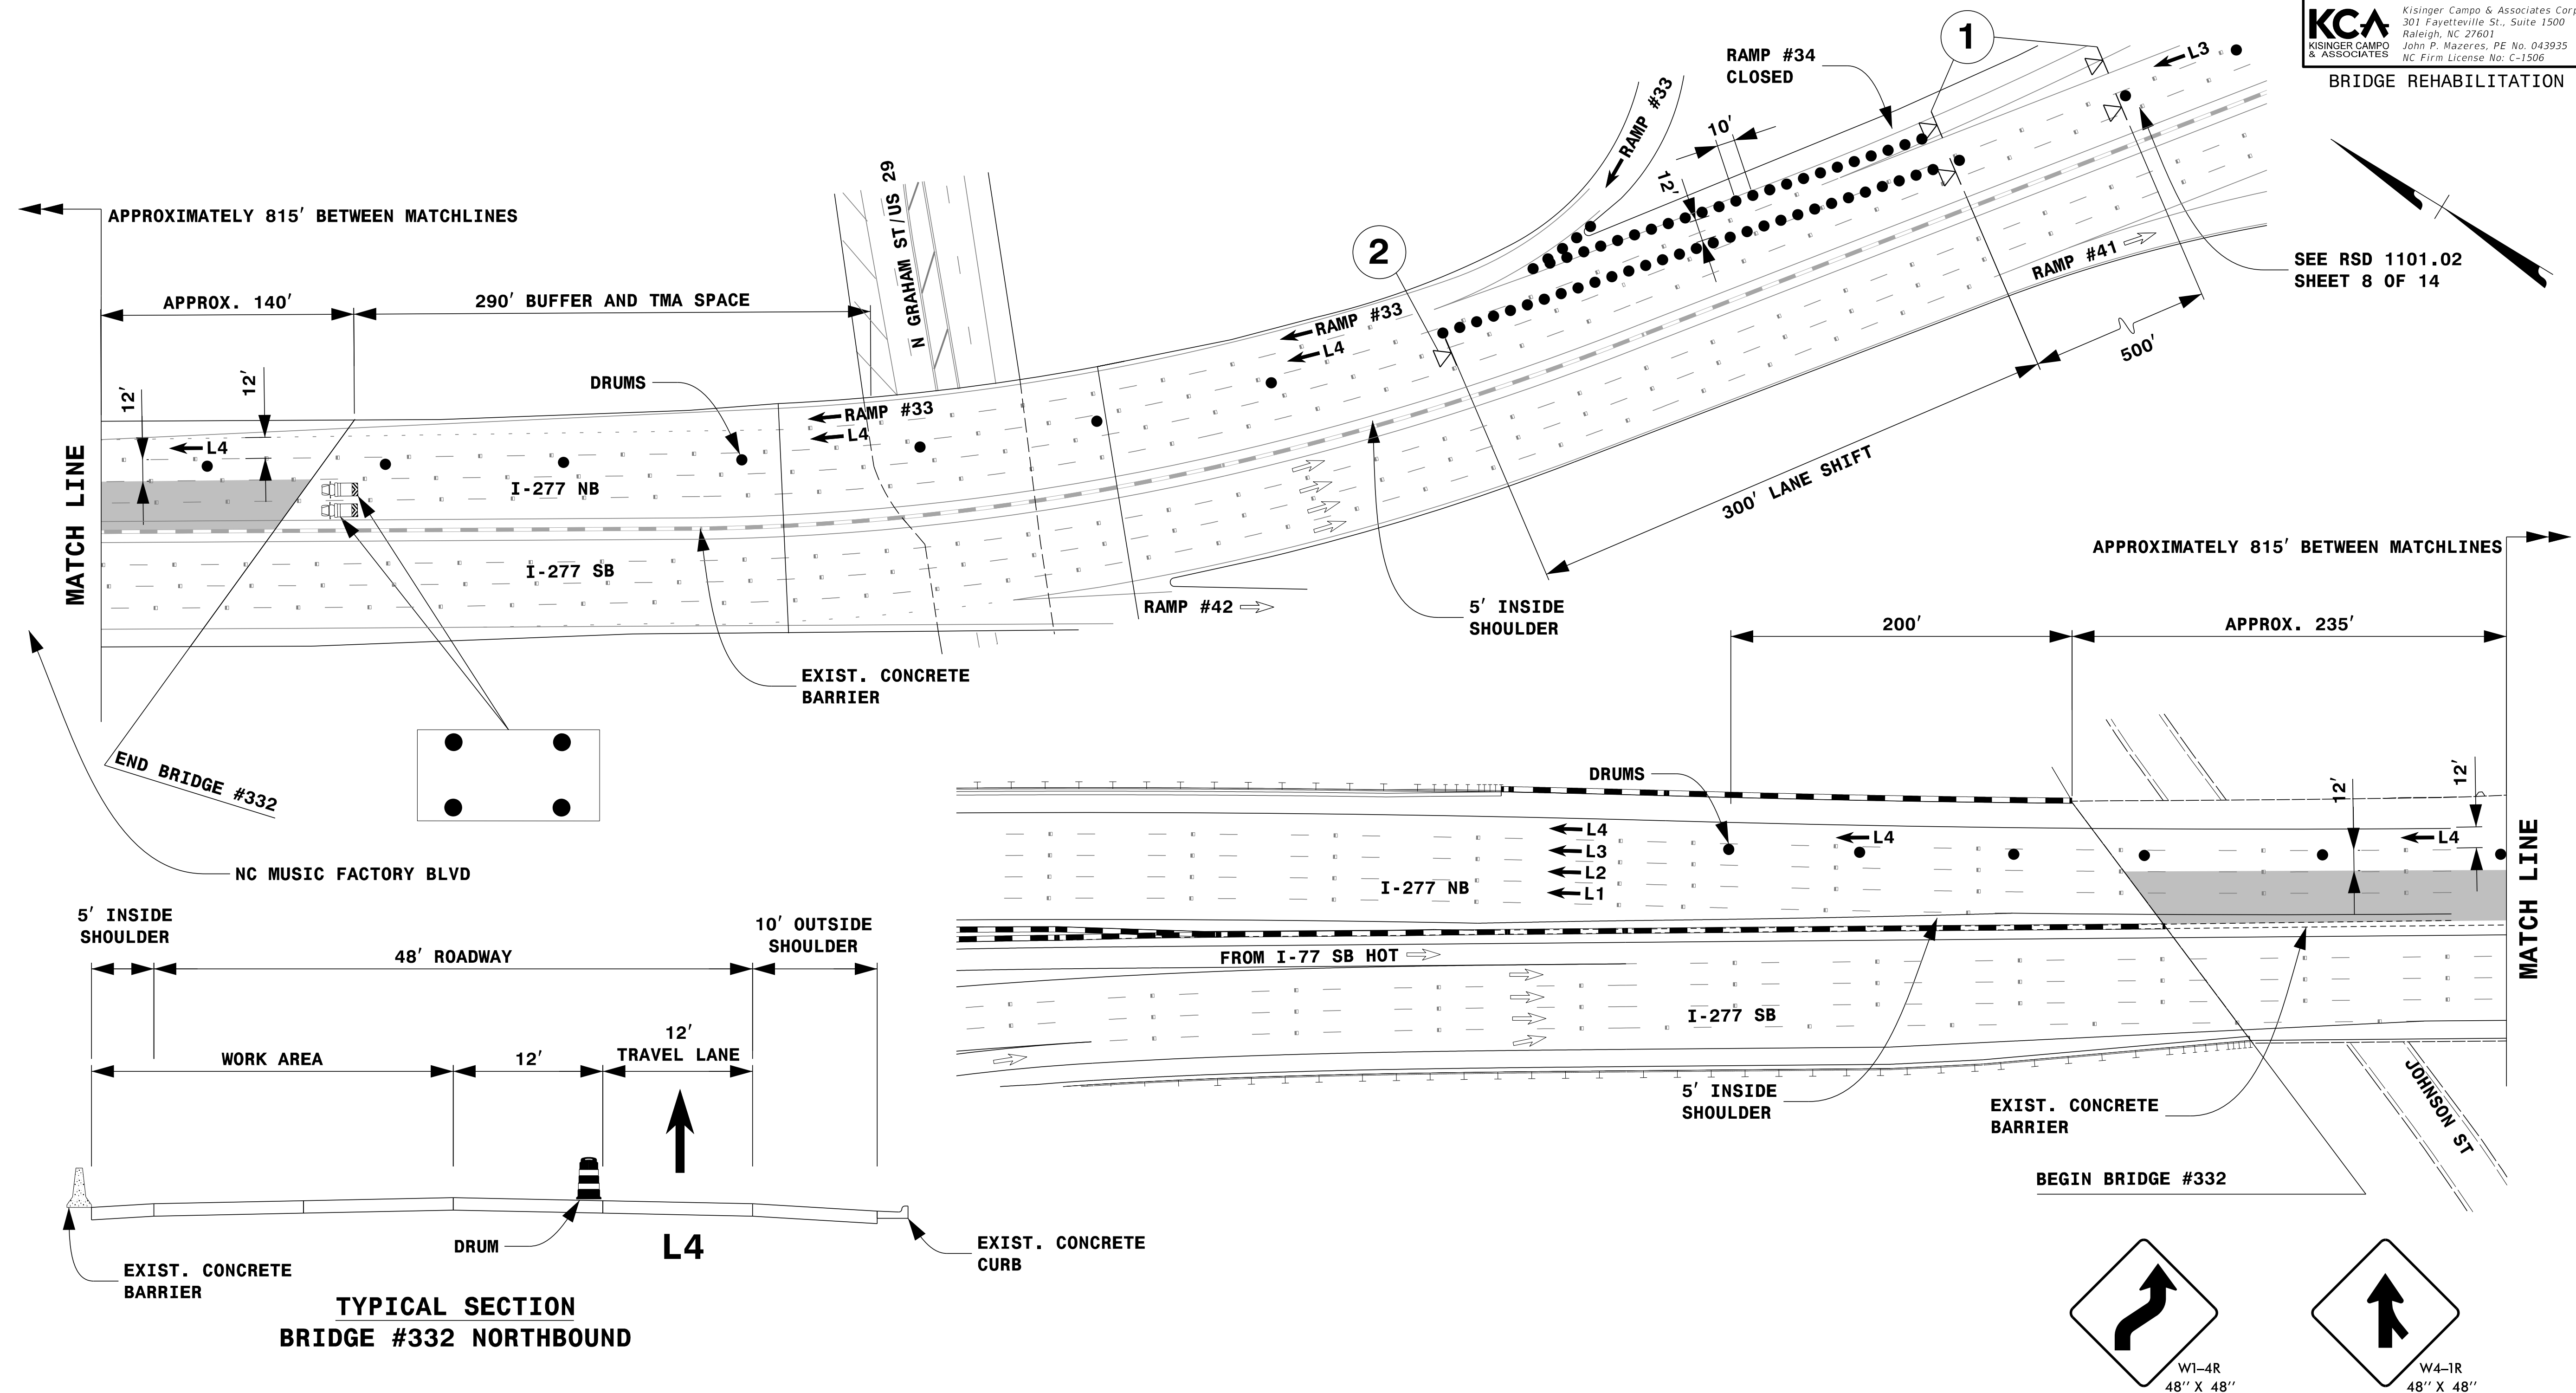 KCA
KISINGER CAMPO
& ASSOCIATES
Kisinger Campo & Associates Corp
301 Fayetteville St., Suite 1500
Raleigh, NC 27601
John P. Mazeres, PE No. 043935
NC Firm License No: C-1506
BRIDGE REHABILITATION
1
RAMP #34
CLOSED
L3
RAMP #33
10'
12'
N GRAHAM ST/US 29
APPROXIMATELY 815' BETWEEN MATCHLINES
2
SEE RSD 1101.02
SHEET 8 OF 14
RAMP #41
APPROX. 140'
290' BUFFER AND TMA SPACE
RAMP #33
L4
500'
DRUMS
12'
12'
RAMP #33
L4
L4
MATCH LINE
I-277 NB
300' LANE SHIFT
I-277 SB
RAMP #42
5' INSIDE
SHOULDER
EXIST. CONCRETE
BARRIER
END BRIDGE #332
NC MUSIC FACTORY BLVD
APPROXIMATELY 815' BETWEEN MATCHLINES
200'
APPROX. 235'
DRUMS
12'
12'
L4
L3
L2
L1
L4
L4
I-277 NB
MATCH LINE
FROM I-77 SB HOT
I-277 SB
5' INSIDE
SHOULDER
EXIST. CONCRETE
BARRIER
JOHNSON ST
BEGIN BRIDGE #332
5' INSIDE
SHOULDER
10' OUTSIDE
SHOULDER
48' ROADWAY
WORK AREA
12'
12'
TRAVEL LANE
DRUM
L4
EXIST. CONCRETE
CURB
EXIST. CONCRETE
BARRIER
TYPICAL SECTION
BRIDGE #332 NORTHBOUND
W1-4R
48'' X 48''
W4-1R
48'' X 48''